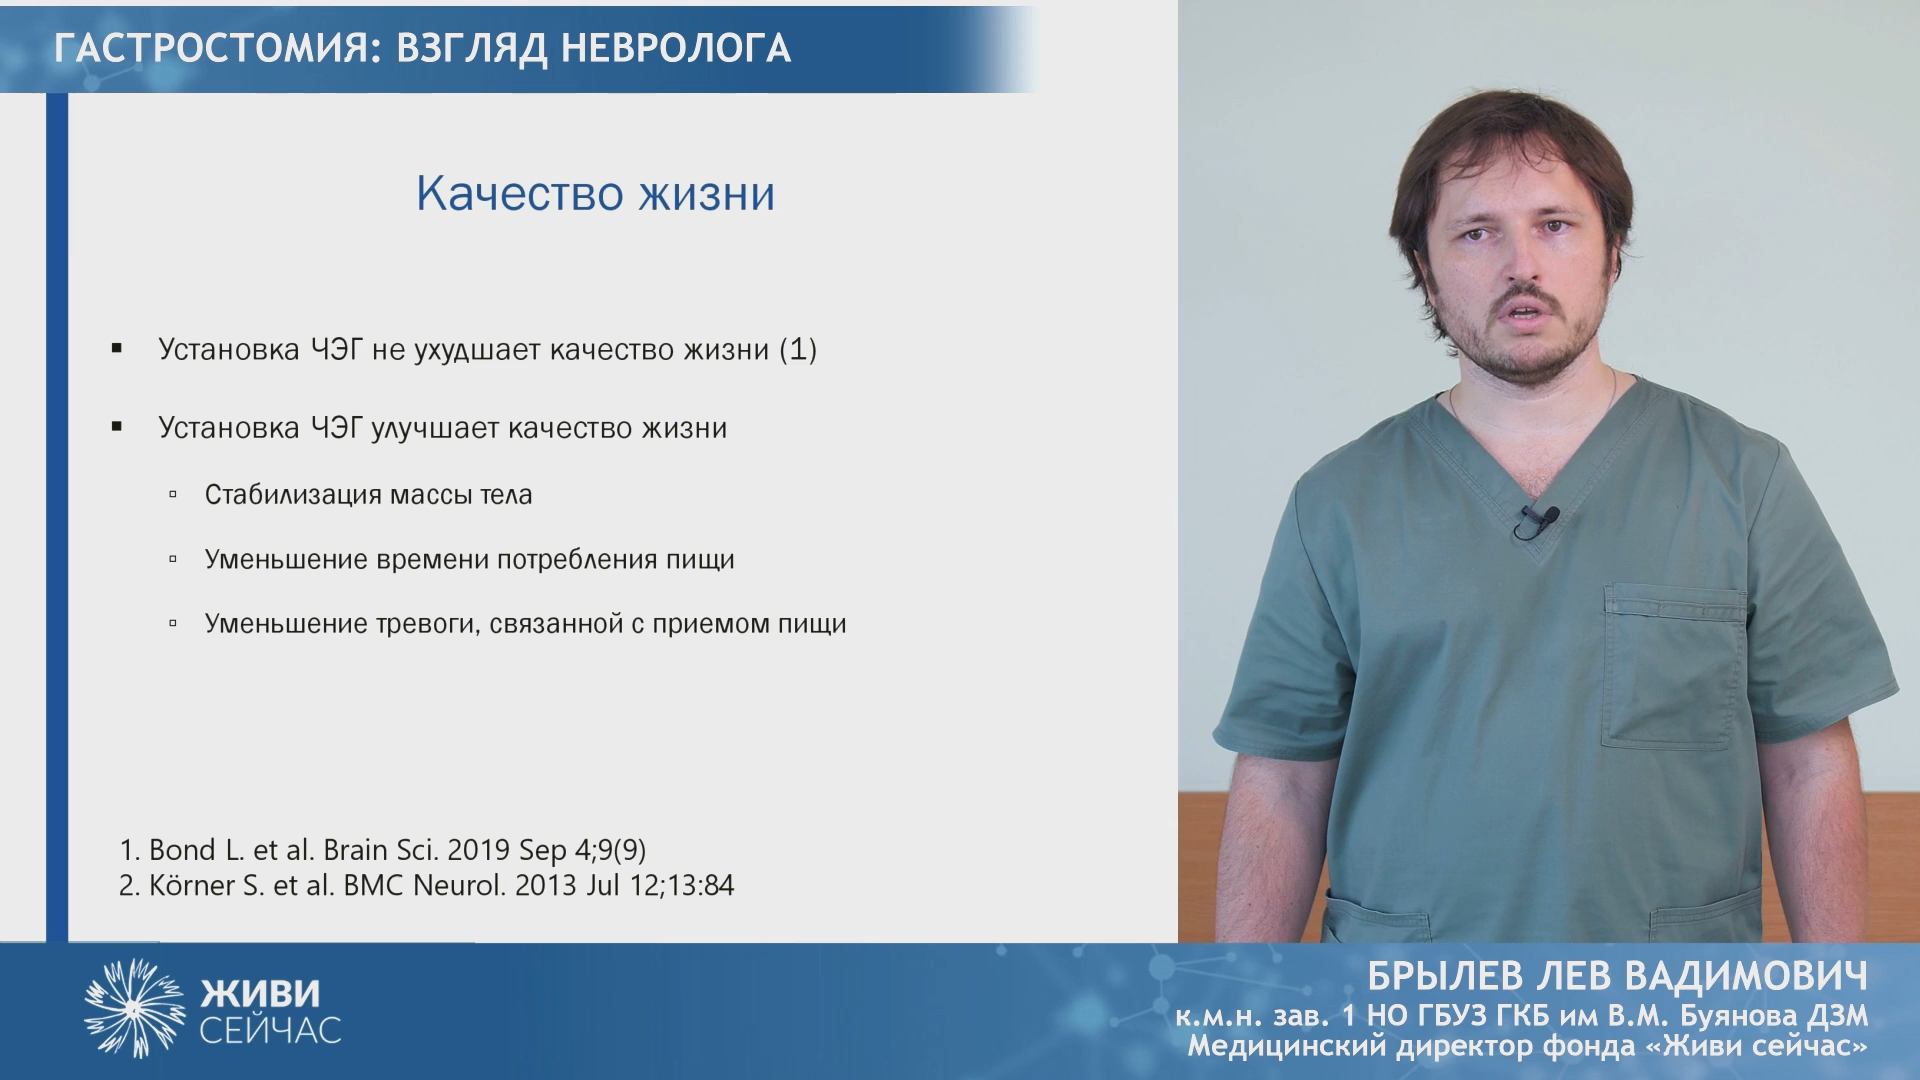 ГАСТРОСТОМИЯ: ВЗГЛЯД НЕВРОЛОГА
Качество жизни
Установка ЧЭГ не ухудшает качество жизни (1)
Установка ЧЭГ улучшает качество жизни
Стабилизация массы тела
Уменьшение времени потребления пищи
Уменьшение тревоги, связанной с приемом пищи
1. Bond L. et al. Brain Sci. 2019 Sep 4;9(9)
2. Körner S. et al. BMC Neurol. 2013 Jul 12;13:84
ЖИВИ
СЕЙЧАС
БРЫЛЕВ ЛЕВ ВАДИМОВИЧ
к.м.н. зав. 1 НО ГБУЗ ГКБ им В.М. Буянова ДЗМ
Медицинский директор фонда «Живи сейчас»